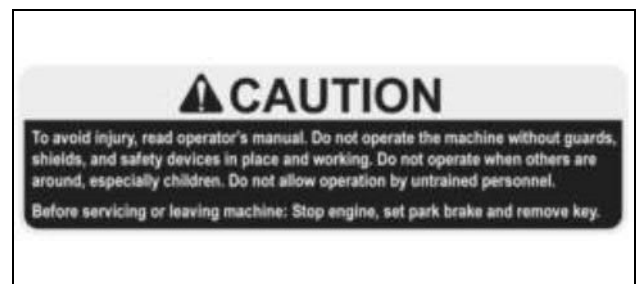 CAUTION
To avoid injury, read operator's manual. Do not operate the machine without guards,
shields, and safety devices in place and working. Do not operate when others are
around, especially children. Do not allow operation by untrained personnel.
Before servicing or leaving machine: Stop engine, set park brake and remove key.